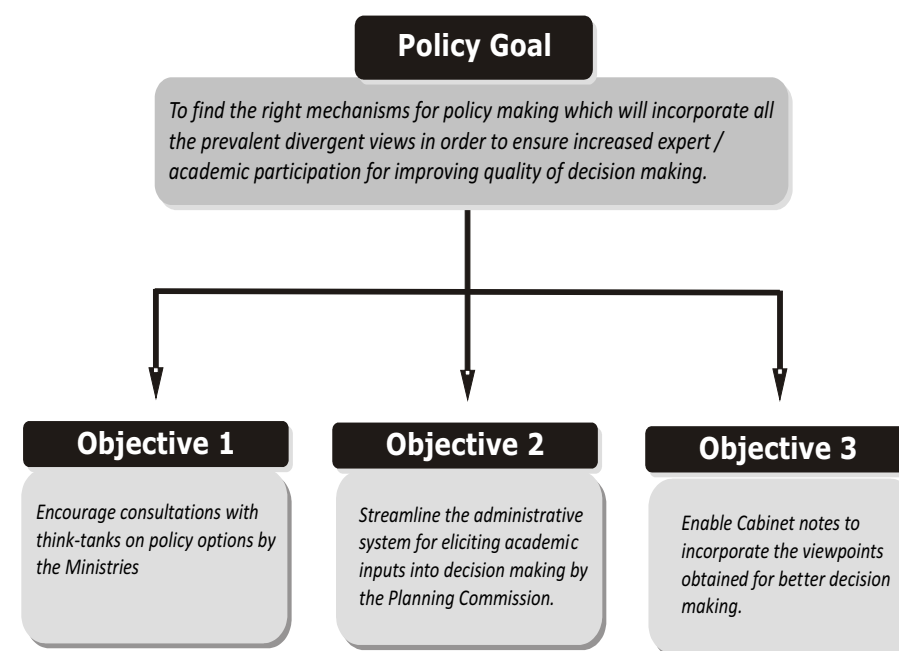 Policy Goal
To find the right mechanisms for policy making which will incorporate all
the prevalent divergent views in order to ensure increased expert /
academic participation for improving quality of decision making.
Objective 1
Encourage consultations with
think-tanks on policy options by
the Ministries
Objective 2
Streamline the administrative
system for eliciting academic
inputs into decision making by
the Planning Commission.
Objective 3
Enable Cabinet notes to
incorporate the viewpoints
obtained for better decision
making.